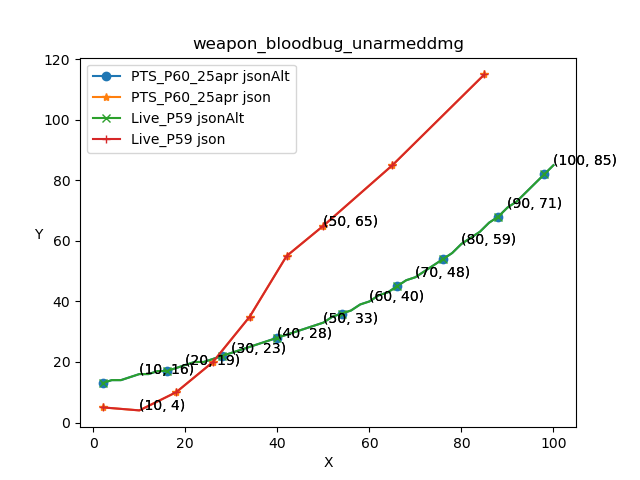 weapon_bloodbug_unarmeddmg
120
PTS_P60_25apr jsonAlt
PTS_P60_25apr json
Live_P59 jsonAlt
Live_P59 json
100
(100, 85)
80
(90, 71)
(50, 65)
Y
60
(80, 59)
(70, 48)
40
(60, 40)
(50, 33)
(40, 28)
(30, 23)
20
(20, 19)
(10, 16)
(10, 4)
0
0 20 40 60 80 100
X